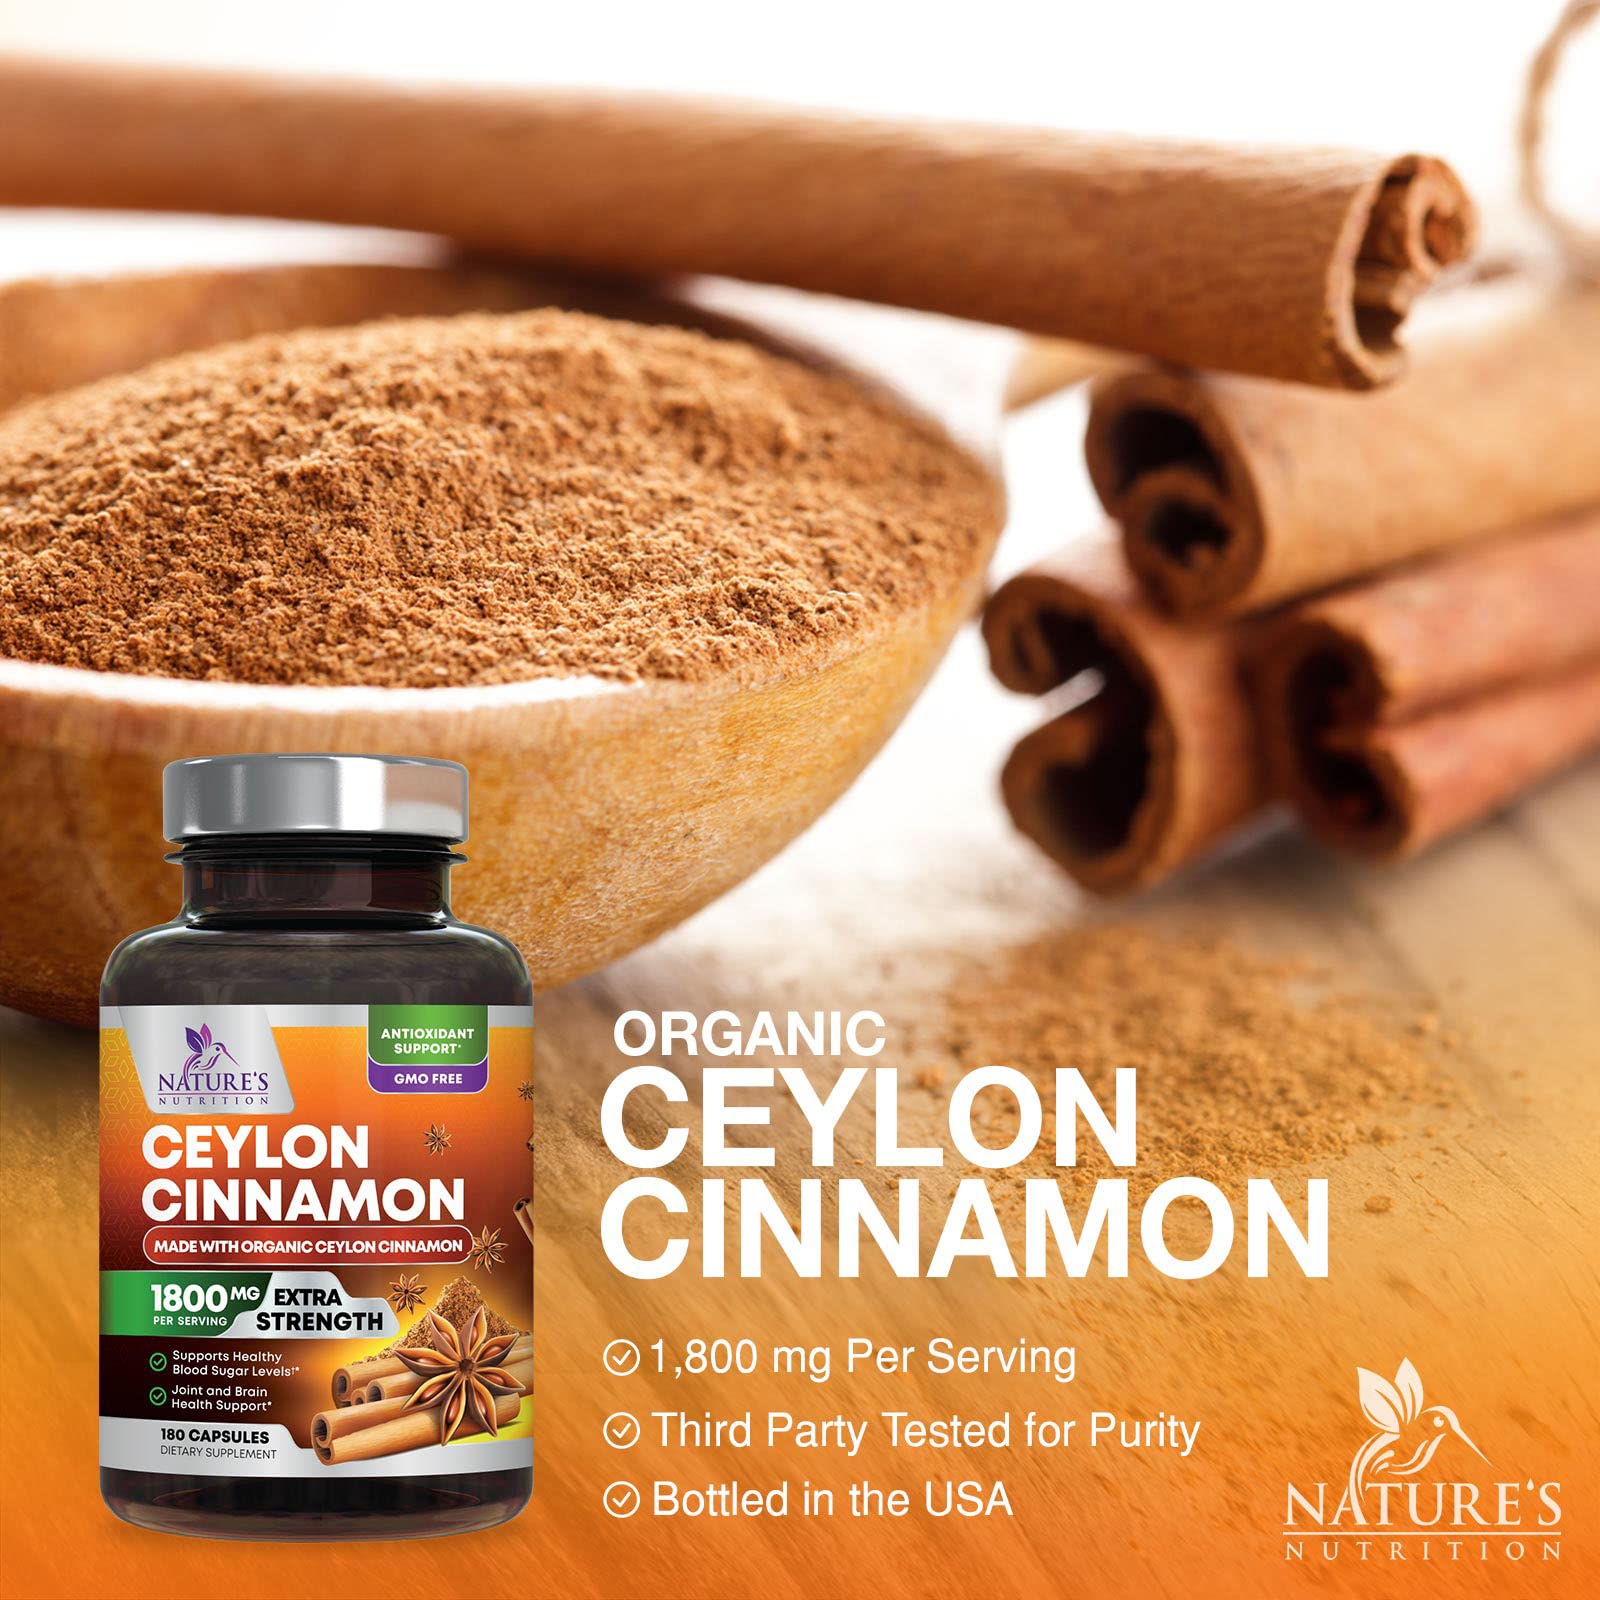 NATURE'S
NUTRITION
ANTIOXIDANT
SUPPORT*
GMO FREE
CEYLON
CINNAMON
MADE WITH ORGANIC CEYLON CINNAMON
1800 MG
PER SERVING
EXTRA
STRENGTH
Supports Healthy
Blood Sugar Levels†*
Joint and Brain
Health Support*
180 CAPSULES
DIETARY SUPPLEMENT
ORGANIC
CEYLON
CINNAMON
1,800 mg Per Serving
Third Party Tested for Purity
Bottled in the USA
NATURE'S
NUTRITION